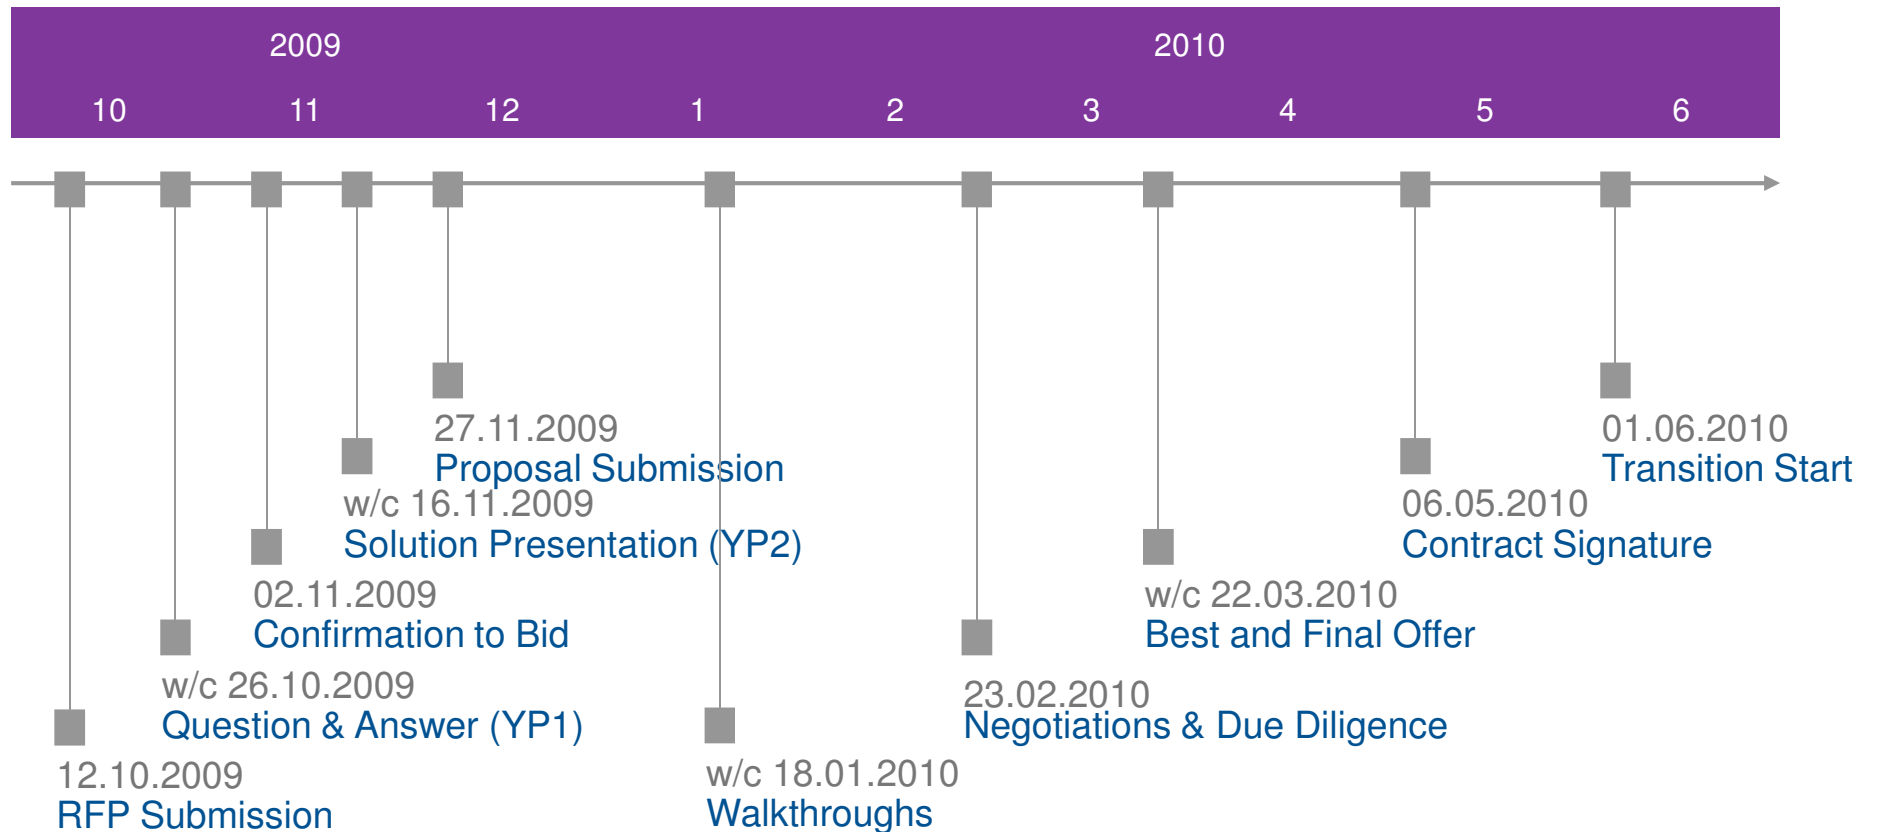 2009
2010
10
11
12
1
2
3
4
5
6
27.11.2009
Proposal Submission
01.06.2010
Transition Start
w/c 16.11.2009
Solution Presentation (YP2)
06.05.2010
Contract Signature
02.11.2009
Confirmation to Bid
w/c 22.03.2010
Best and Final Offer
w/c 26.10.2009
Question & Answer (YP1)
23.02.2010
Negotiations & Due Diligence
12.10.2009
RFP Submission
w/c 18.01.2010
Walkthroughs